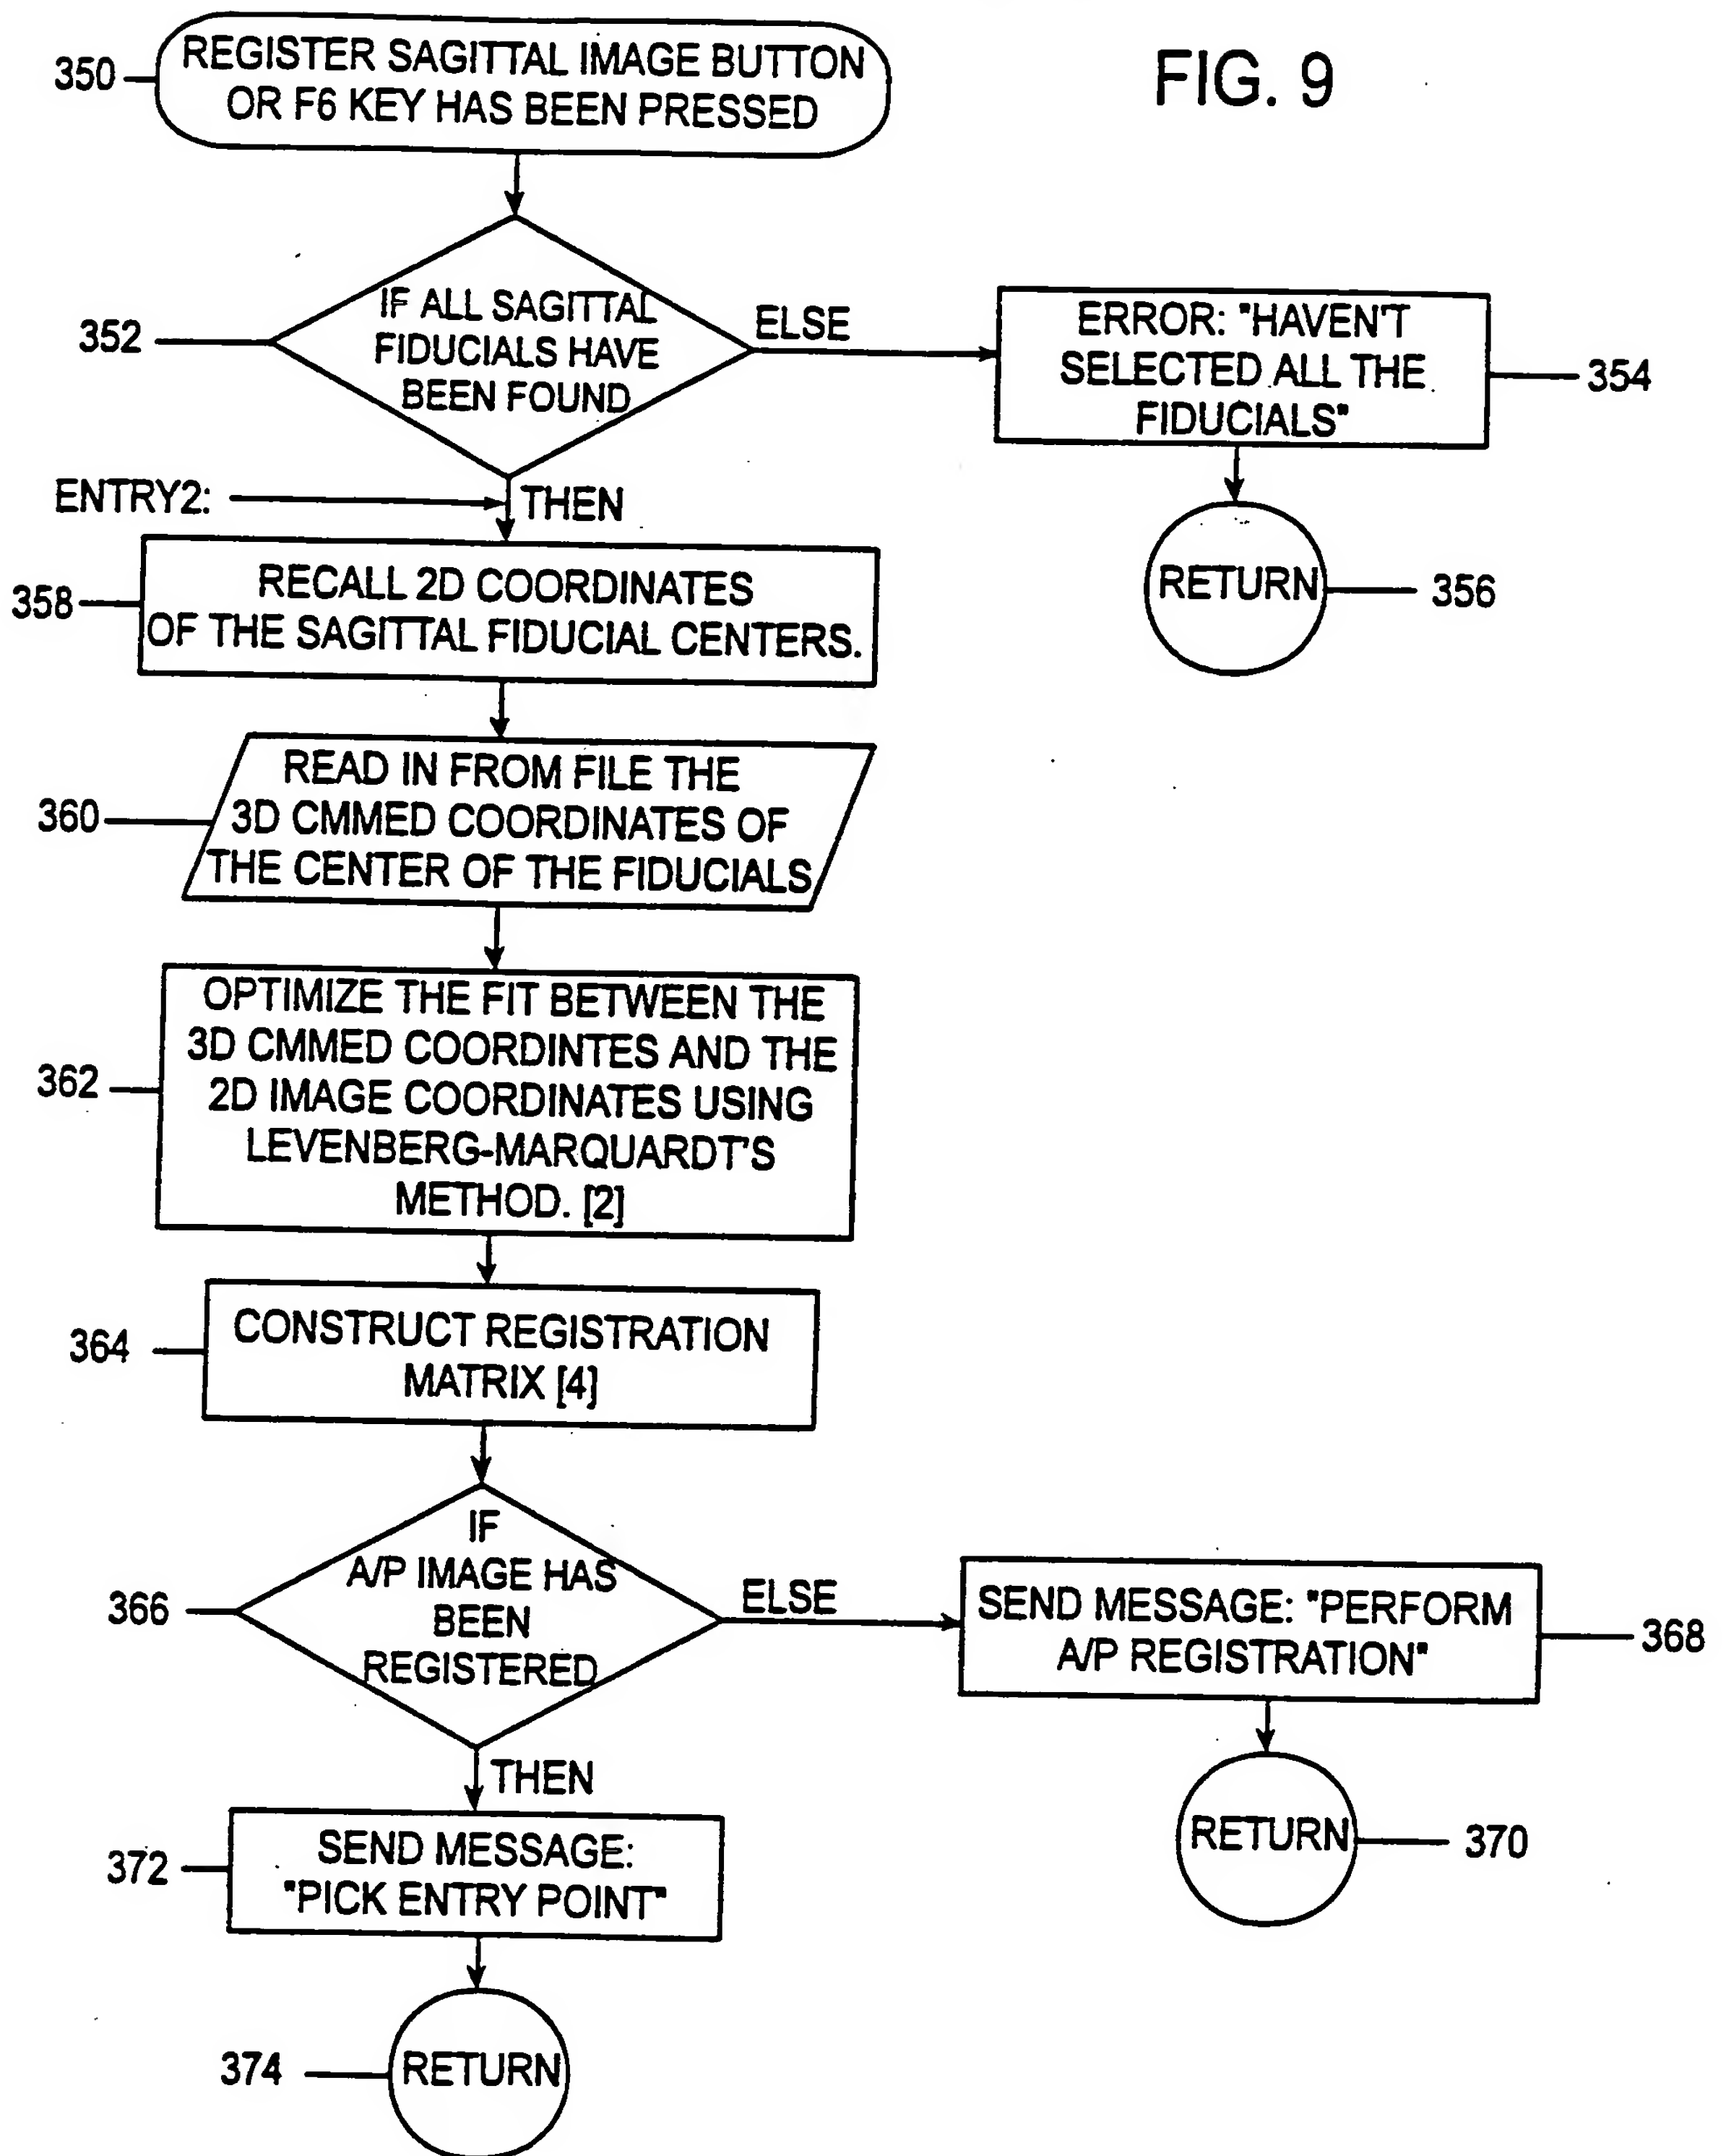 FIG. 9
350
REGISTER SAGITTAL IMAGE BUTTON
OR F6 KEY HAS BEEN PRESSED
352
IF ALL SAGITTAL
FIDUCIALS HAVE
BEEN FOUND
ELSE
ERROR: "HAVEN'T
SELECTED ALL THE
FIDUCIALS"
354
RETURN
356
ENTRY2:
THEN
358
RECALL 2D COORDINATES
OF THE SAGITTAL FIDUCIAL CENTERS.
360
READ IN FROM FILE THE
3D CMMED COORDINATES OF
THE CENTER OF THE FIDUCIALS
362
OPTIMIZE THE FIT BETWEEN THE
3D CMMED COORDINTES AND THE
2D IMAGE COORDINATES USING
LEVENBERG-MARQUARDT'S
METHOD. [2]
364
CONSTRUCT REGISTRATION
MATRIX [4]
366
IF
A/P IMAGE HAS
BEEN
REGISTERED
ELSE
SEND MESSAGE: "PERFORM
A/P REGISTRATION"
368
RETURN
370
THEN
372
SEND MESSAGE:
"PICK ENTRY POINT"
374
RETURN